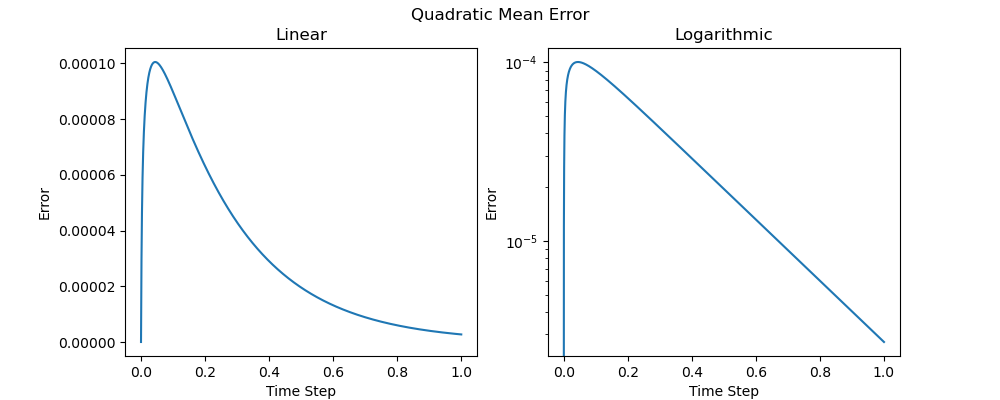 Quadratic Mean Error
Linear
0.00010
0.00008
0.00006
0.00004
0.00002
0.00000
Error
0.0 0.2 0.4 0.6 0.8 1.0
Time Step
Logarithmic
10⁻⁴
10⁻⁵
Error
0.0 0.2 0.4 0.6 0.8 1.0
Time Step